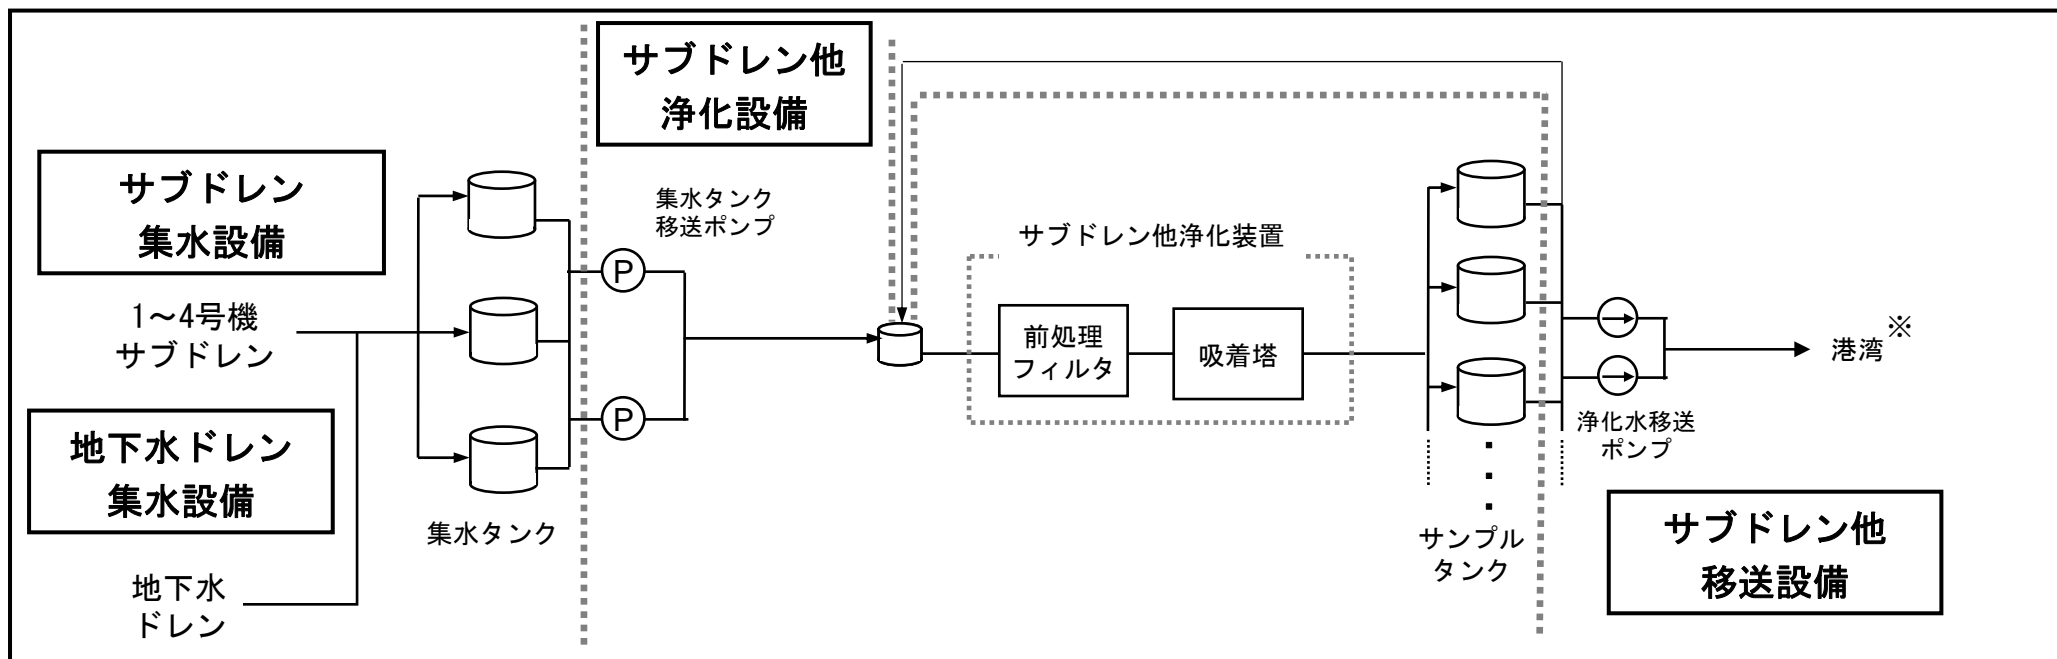 サブドレン他
浄化設備
サブドレン
集水設備
集水タンク
移送ポンプ
サブドレン他浄化装置
P
1～4号機
サブドレン
前処理
フィルタ
吸着塔
港湾※
P
地下水ドレン
集水設備
浄化水移送
ポンプ
集水タンク
サンプル
タンク
サブドレン他
移送設備
地下水
ドレン